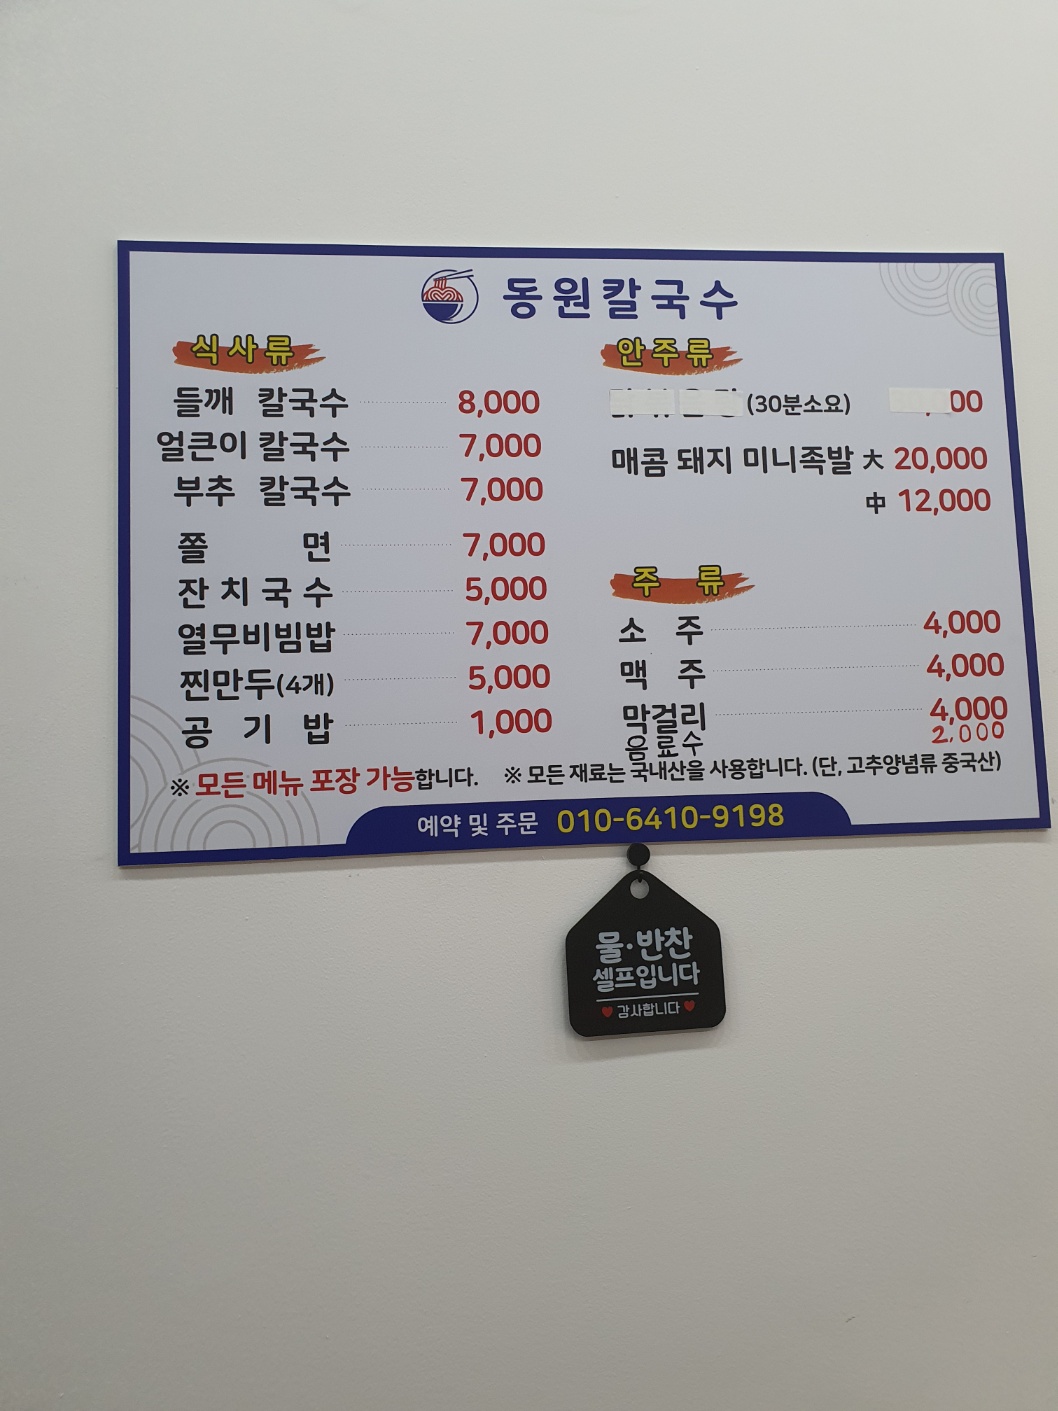 동원칼국수
식사류
들깨 칼국수 8,000
얼큰이 칼국수 7,000
부추 칼국수 7,000
쫄 면 7,000
잔치국수 5,000
열무비빔밥 7,000
찐만두(4개) 5,000
공 기 밥 1,000
안주류
(30분소요) 00
매콤 돼지 미니족발 大 20,000
中 12,000
주 류
소 주 4,000
맥 주 4,000
막걸리 4,000
음료수 2,000
※ 모든 메뉴 포장 가능합니다.
※ 모든 재료는 국내산을 사용합니다. (단, 고추양념류 중국산)
예약 및 주문 010-6410-9198
물·반찬
셀프입니다
감사합니다